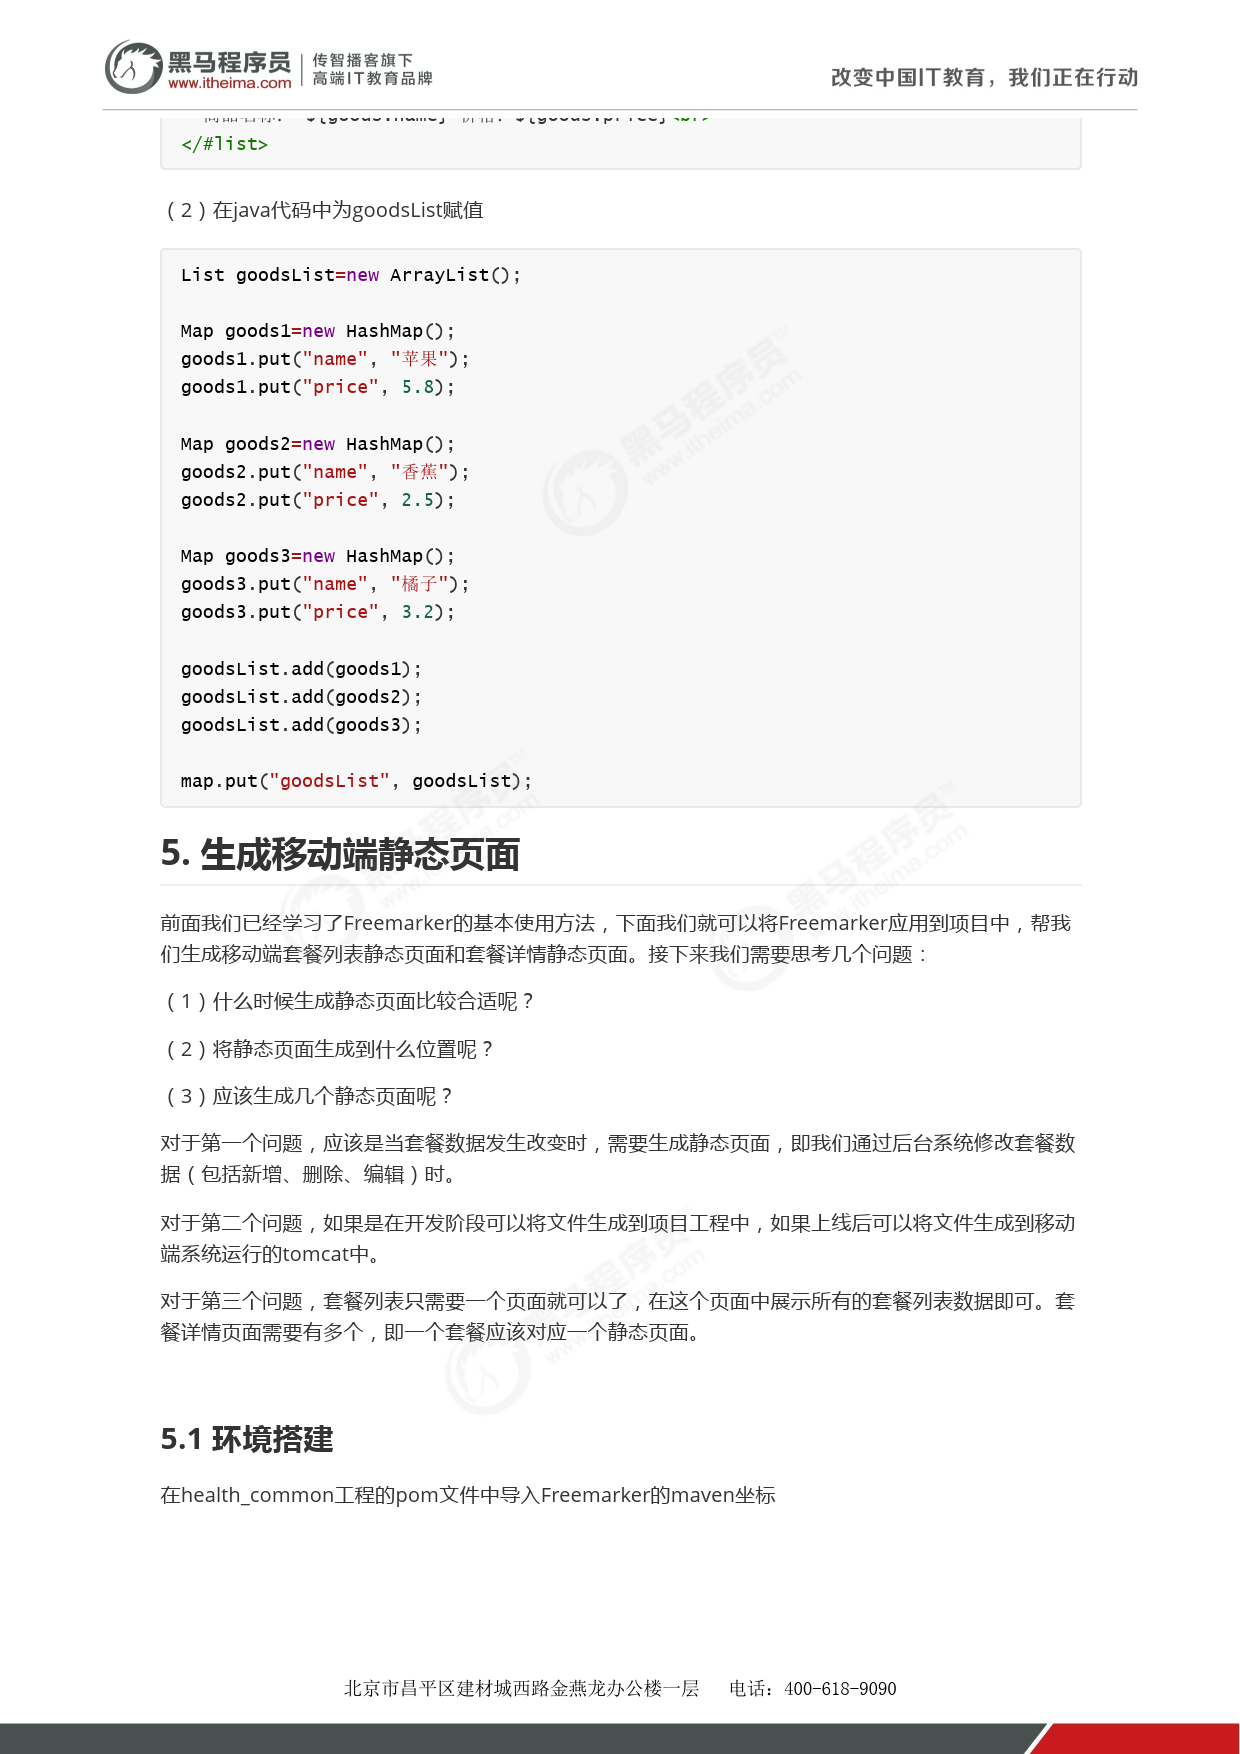 黑马程序员
www.itheima.com
传智播客旗下
高端IT教育品牌
改变中国IT教育，我们正在行动
商品名称： ${goods.name} 价格：${goods.price}<br>
</#list>
（2）在java代码中为goodsList赋值
List goodsList=new ArrayList();
Map goods1=new HashMap();
goods1.put("name", "苹果");
goods1.put("price", 5.8);
Map goods2=new HashMap();
goods2.put("name", "香蕉");
goods2.put("price", 2.5);
Map goods3=new HashMap();
goods3.put("name", "橘子");
goods3.put("price", 3.2);
goodsList.add(goods1);
goodsList.add(goods2);
goodsList.add(goods3);
map.put("goodsList", goodsList);
5. 生成移动端静态页面
前面我们已经学习了Freemarker的基本使用方法，下面我们就可以将Freemarker应用到项目中，帮我
们生成移动端套餐列表静态页面和套餐详情静态页面。接下来我们需要思考几个问题：
（1）什么时候生成静态页面比较合适呢？
（2）将静态页面生成到什么位置呢？
（3）应该生成几个静态页面呢？
对于第一个问题，应该是当套餐数据发生改变时，需要生成静态页面，即我们通过后台系统修改套餐数
据（包括新增、删除、编辑）时。
对于第二个问题，如果是在开发阶段可以将文件生成到项目工程中，如果上线后可以将文件生成到移动
端系统运行的tomcat中。
对于第三个问题，套餐列表只需要一个页面就可以了，在这个页面中展示所有的套餐列表数据即可。套
餐详情页面需要有多个，即一个套餐应该对应一个静态页面。
5.1 环境搭建
在health_common工程的pom文件中导入Freemarker的maven坐标
北京市昌平区建材城西路金燕龙办公楼一层 电话：400-618-9090